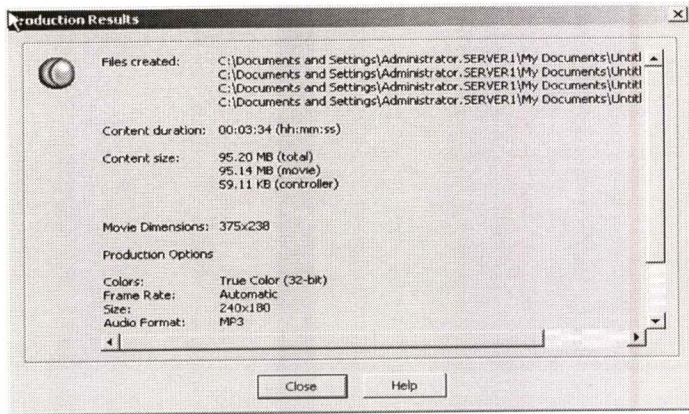 Production Results
Files created: C:\Documents and Settings\Administrator.SERVER1\My Documents\Untitl
C:\Documents and Settings\Administrator.SERVER1\My Documents\Untitl
C:\Documents and Settings\Administrator.SERVER1\My Documents\Untitl
C:\Documents and Settings\Administrator.SERVER1\My Documents\Untitl
Content duration: 00:03:34 (hh:mm:ss)
Content size: 95.20 MB (total)
95.14 MB (movie)
59.11 KB (controller)
Movie Dimensions: 375x238
Production Options
Colors: True Color (32-bit)
Frame Rate: Automatic
Size: 240x180
Audio Format: MP3
Close Help